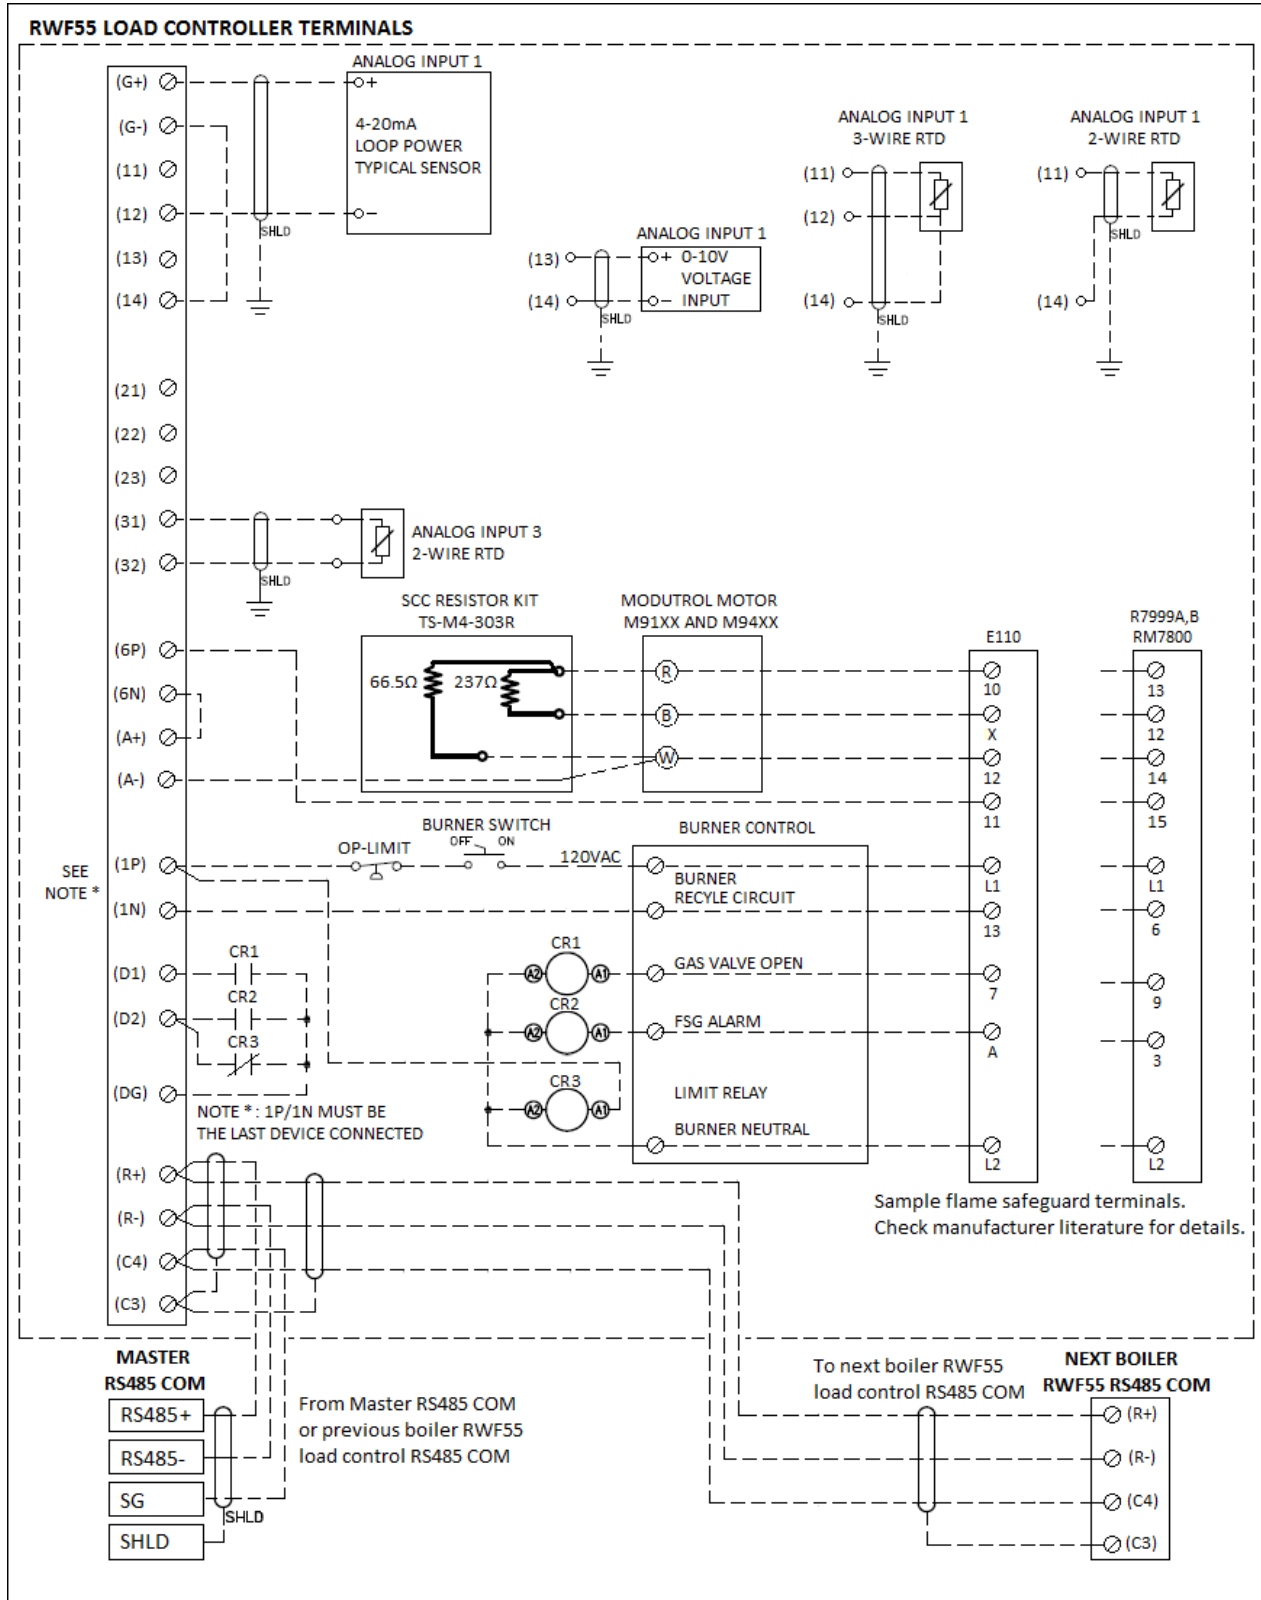 RWF55 LOAD CONTROLLER TERMINALS
(G+)
(G-)
(11)
(12)
(13)
(14)
(21)
(22)
(23)
(31)
(32)
(6P)
(6N)
(A+)
(A-)
(1P)
(1N)
(D1)
(D2)
(DG)
(R+)
(R-)
(C4)
(C3)
SEE
NOTE *
ANALOG INPUT 1
+
4-20mA
LOOP POWER
TYPICAL SENSOR
-
SHLD
ANALOG INPUT 1
(13)
+ 0-10V
VOLTAGE
(14)
- INPUT
SHLD
ANALOG INPUT 1
3-WIRE RTD
(11)
(12)
(14)
SHLD
ANALOG INPUT 1
2-WIRE RTD
(11)
SHLD
(14)
ANALOG INPUT 3
2-WIRE RTD
SHLD
SCC RESISTOR KIT
TS-M4-303R
66.5Ω
237Ω
MODUTROL MOTOR
M91XX AND M94XX
R
B
W
E110
10
X
12
11
L1
13
7
A
L2
R7999A,B
RM7800
13
12
14
15
L1
6
9
3
L2
OP-LIMIT
BURNER SWITCH
OFF
ON
120VAC
BURNER CONTROL
BURNER
RECYLE CIRCUIT
GAS VALVE OPEN
FSG ALARM
LIMIT RELAY
BURNER NEUTRAL
CR1
A2
A1
CR2
A2
A1
CR3
A2
A1
CR1
CR2
CR3
NOTE * : 1P/1N MUST BE
THE LAST DEVICE CONNECTED
Sample flame safeguard terminals.
Check manufacturer literature for details.
MASTER
RS485 COM
RS485+
RS485-
SG
SHLD
SHLD
From Master RS485 COM
or previous boiler RWF55
load control RS485 COM
To next boiler RWF55
load control RS485 COM
NEXT BOILER
RWF55 RS485 COM
(R+)
(R-)
(C4)
(C3)